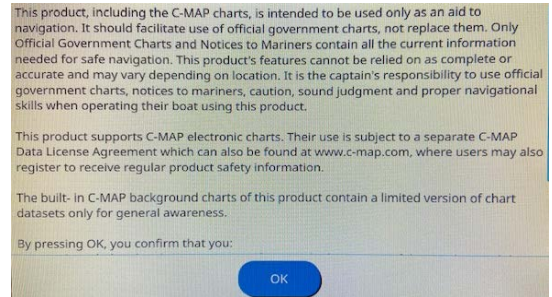 This product, including the C-MAP charts, is intended to be used only as an aid to
navigation. It should facilitate use of official government charts, not replace them. Only
Official Government Charts and Notices to Mariners contain all the current information
needed for safe navigation. This product's features cannot be relied on as complete or
accurate and may vary depending on location. It is the captain's responsibility to use official
government charts, notices to mariners, caution, sound judgment and proper navigational
skills when operating their boat using this product.
This product supports C-MAP electronic charts. Their use is subject to a separate C-MAP
Data License Agreement which can also be found at www.c-map.com, where users may also
register to receive regular product safety information.
The built- in C-MAP background charts of this product contain a limited version of chart
datasets only for general awareness.
By pressing OK, you confirm that you:
OK